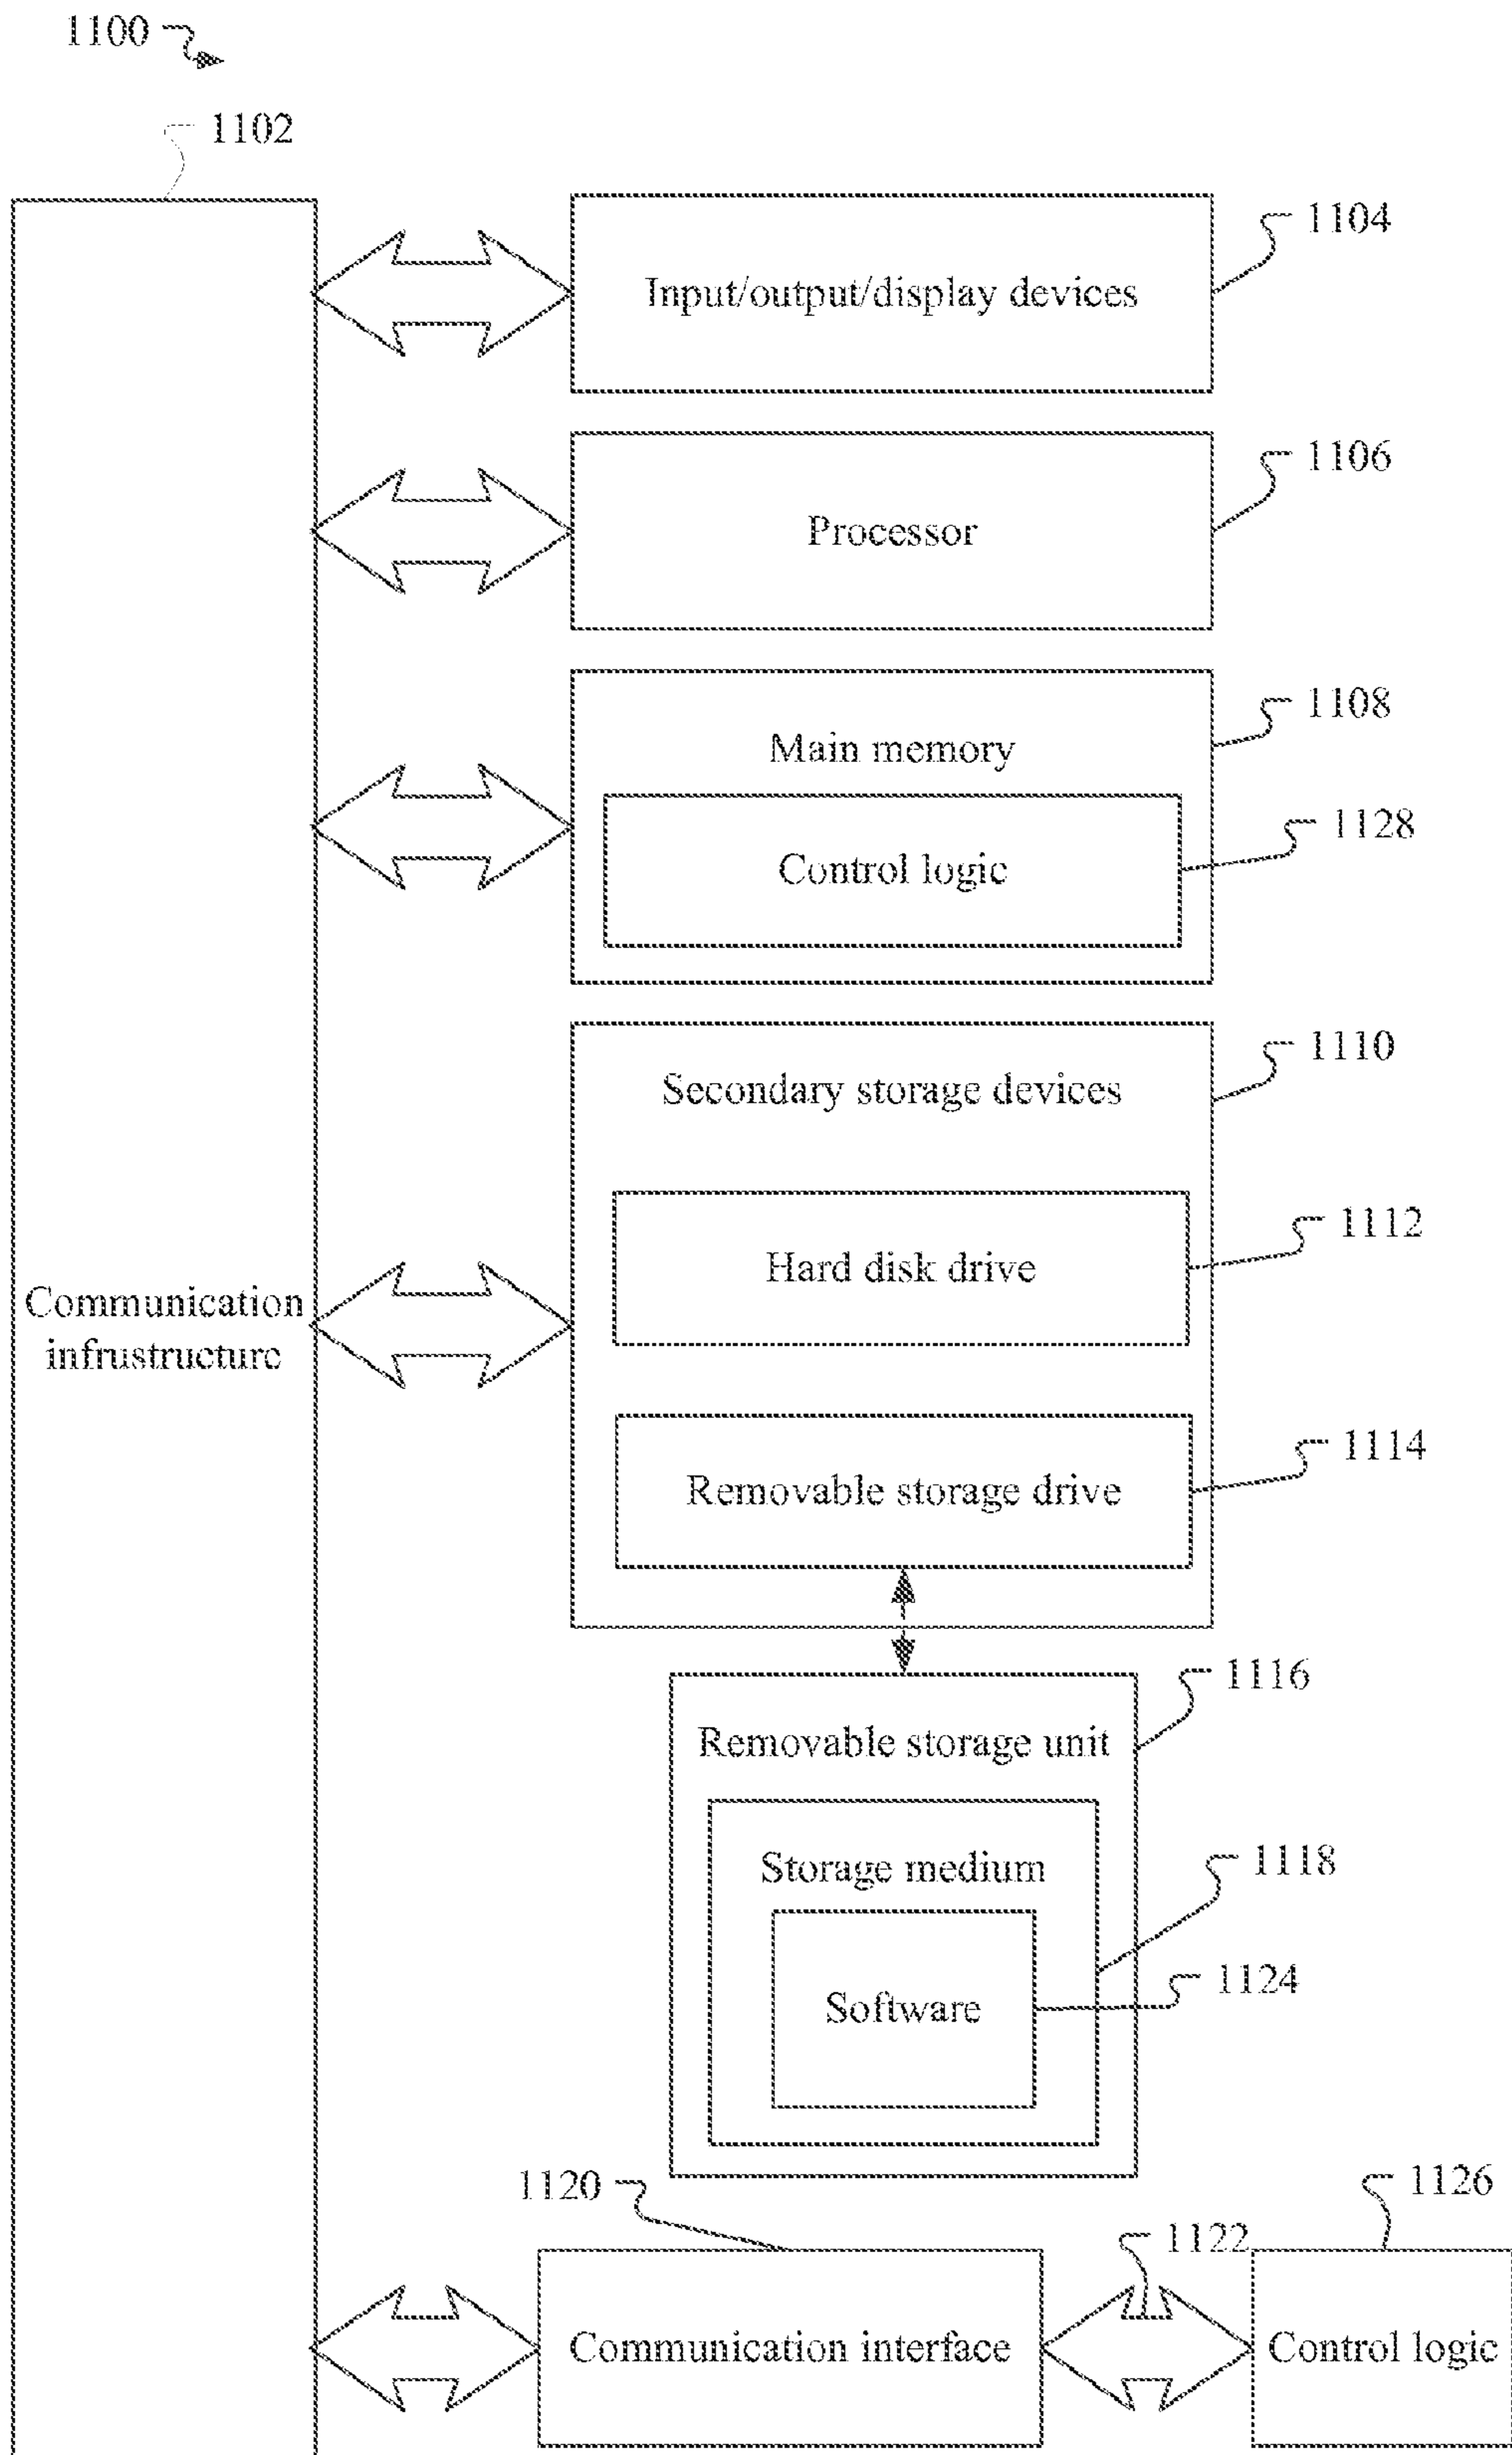 1100
1102
1104
Input/output/display devices
1106
Processor
1108
Main memory
1128
Control logic
1110
Secondary storage devices
1112
Hard disk drive
Communication
infrustructure
1114
Removable storage drive
1116
Removable storage unit
1118
Storage medium
1124
Software
1120
1126
1122
Communication interface
Control logic